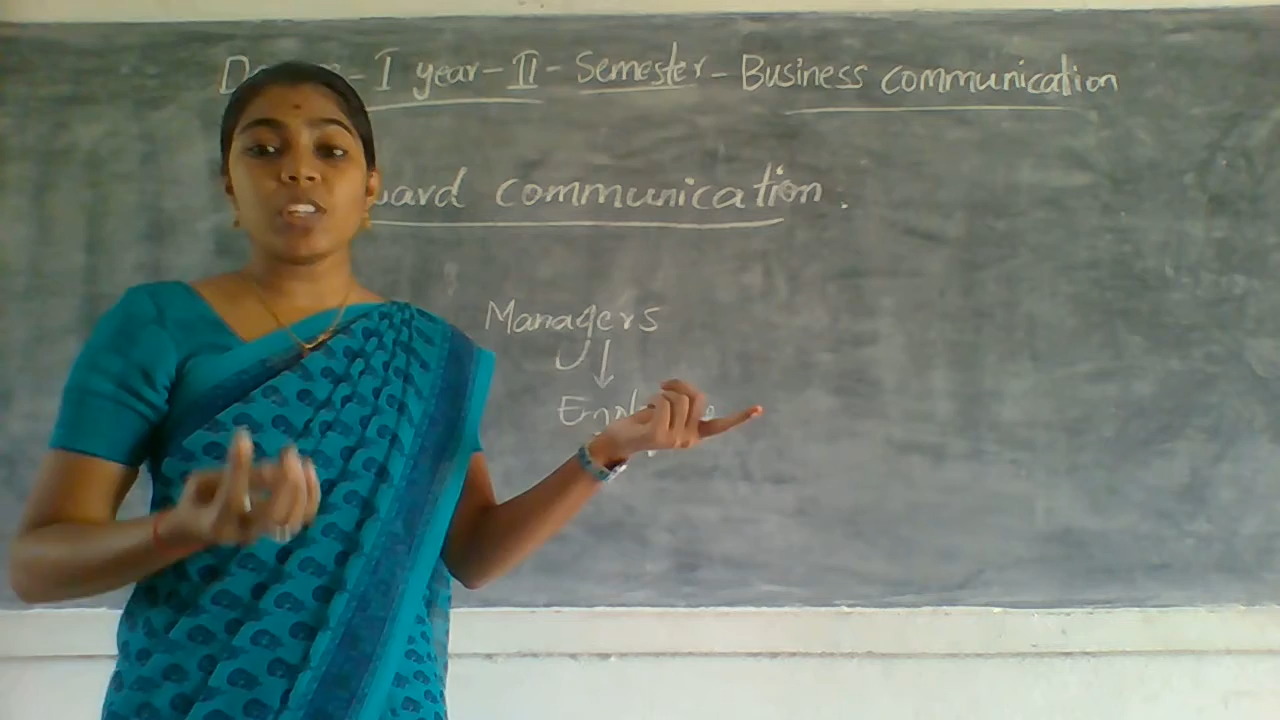 I year - II - Semester - Business communication
communication.
Managers
↓